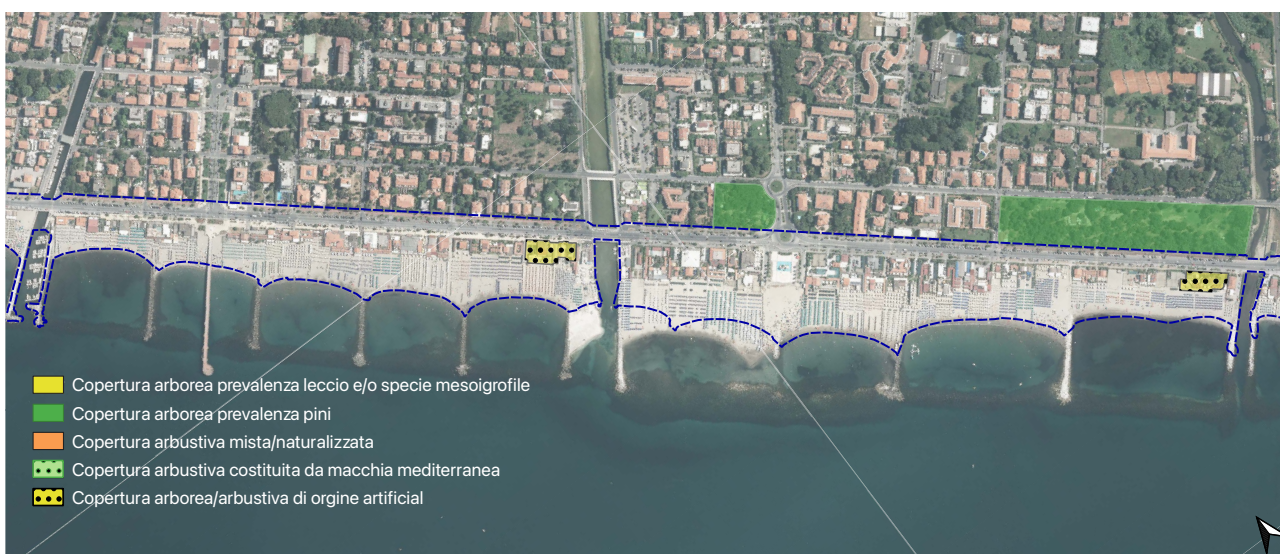 Copertura arborea prevalenza leccio e/o specie mesoigrofile
Copertura arborea prevalenza pini
Copertura arbustiva mista/naturalizzata
Copertura arbustiva costituita da macchia mediterranea
Copertura arborea/arbustiva di orgine artificial